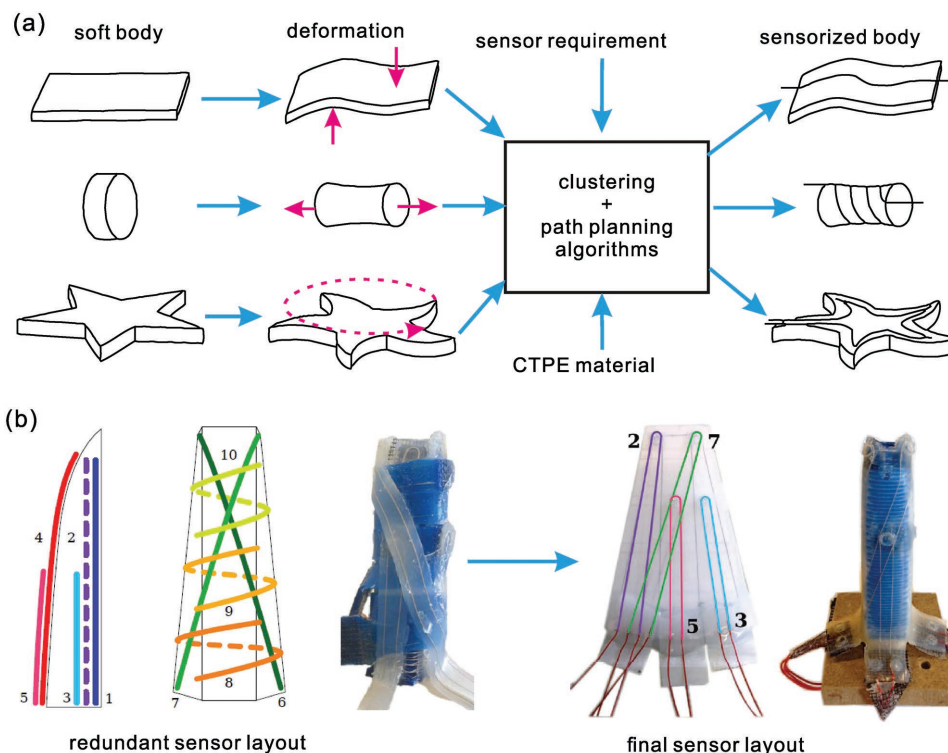 (a)
soft body
deformation
sensor requirement
sensorized body
clustering
+
path planning
algorithms
CTPE material
(b)
10
2
7
4
2
9
5
3
8
5
3
1
7
6
redundant sensor layout
final sensor layout